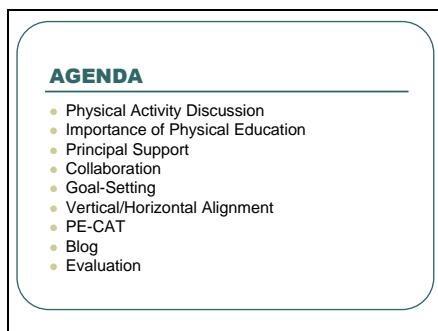 AGENDA
Physical Activity Discussion
Importance of Physical Education
Principal Support
Collaboration
Goal-Setting
Vertical/Horizontal Alignment
PE-CAT
Blog
Evaluation